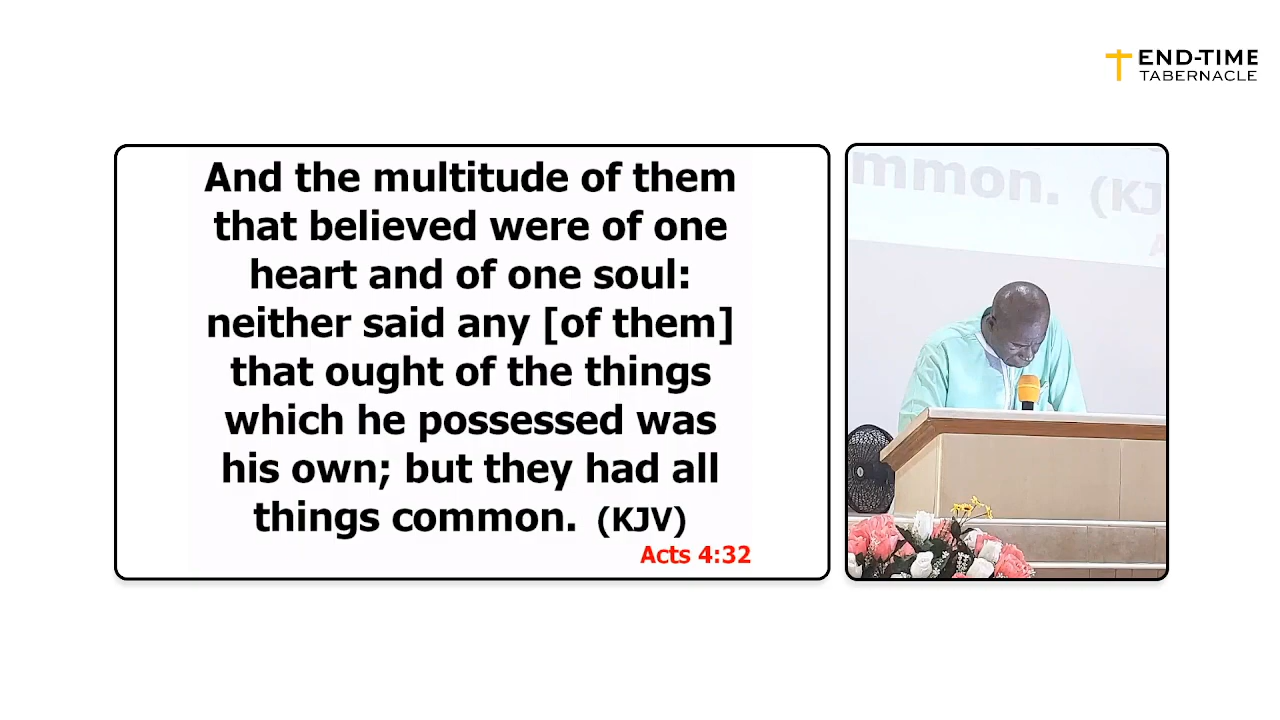 END-TIME
TABERNACLE
And the multitude of them
that believed were of one
heart and of one soul:
neither said any [of them]
that ought of the things
which he possessed was
his own; but they had all
things common. (KJV)
Acts 4:32
mmon. (KJ